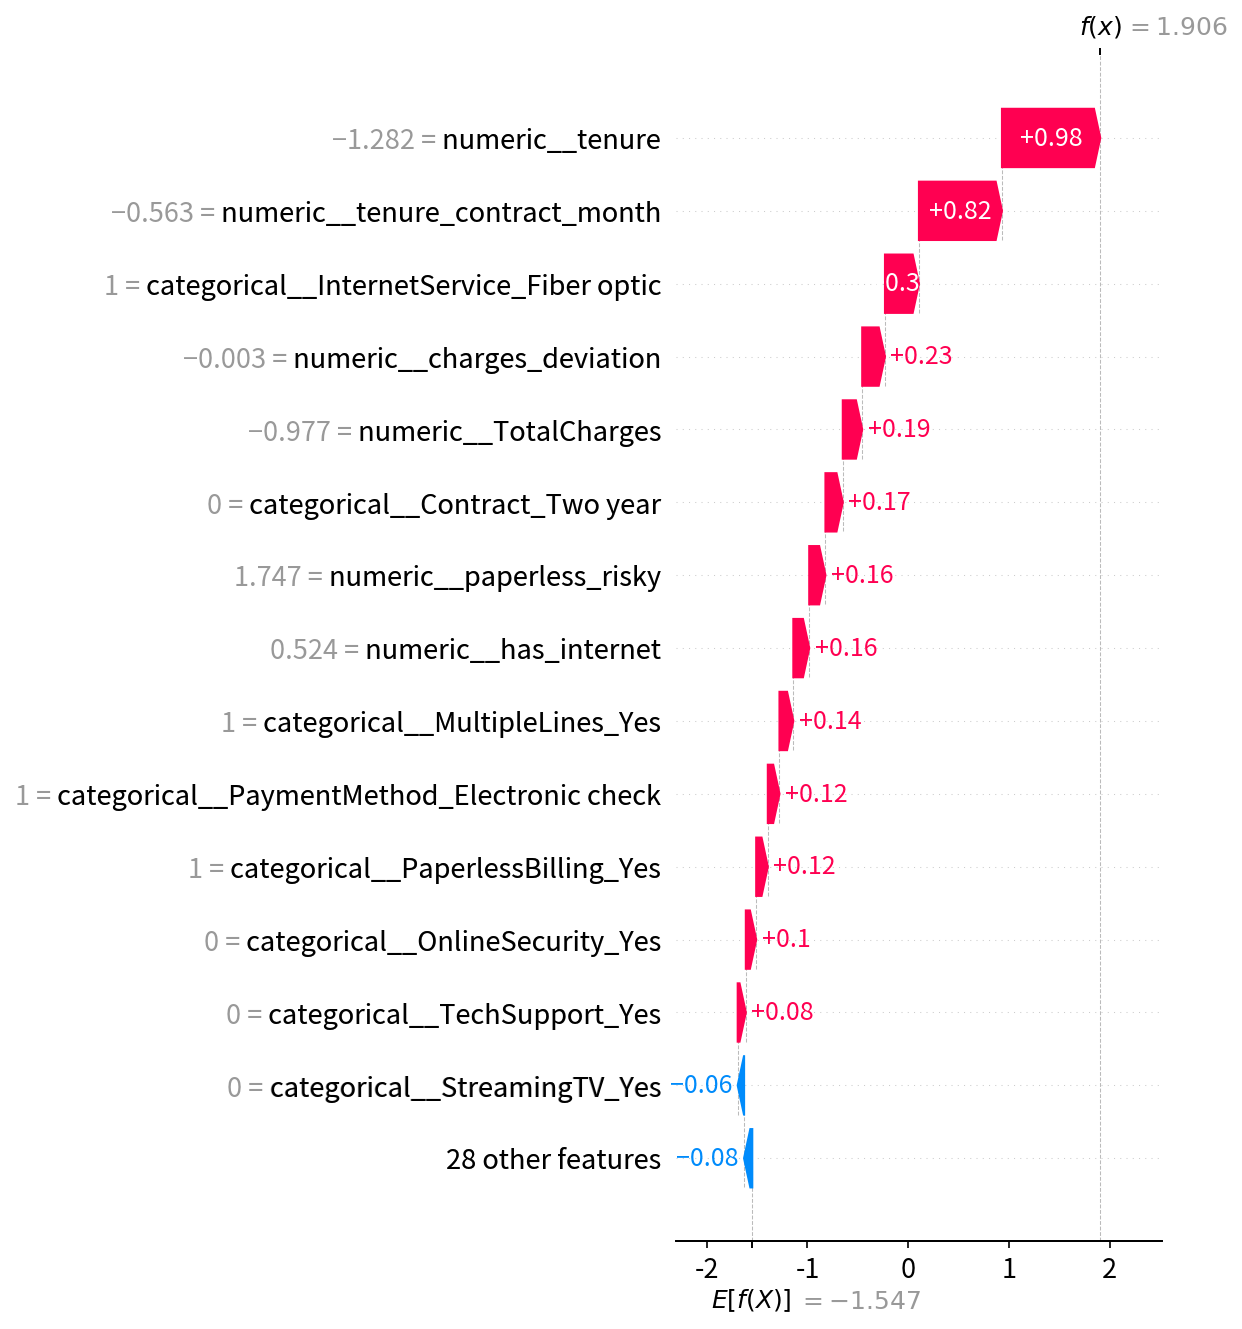 f(x) = 1.906
−1.282 = numeric__tenure +0.98
−0.563 = numeric__tenure_contract_month +0.82
1 = categorical__InternetService_Fiber optic 0.3
−0.003 = numeric__charges_deviation +0.23
−0.977 = numeric__TotalCharges +0.19
0 = categorical__Contract_Two year +0.17
1.747 = numeric__paperless_risky +0.16
0.524 = numeric__has_internet +0.16
1 = categorical__MultipleLines_Yes +0.14
1 = categorical__PaymentMethod_Electronic check +0.12
1 = categorical__PaperlessBilling_Yes +0.12
0 = categorical__OnlineSecurity_Yes +0.1
0 = categorical__TechSupport_Yes +0.08
0 = categorical__StreamingTV_Yes −0.06
28 other features −0.08
-2 -1 0 1 2
E[f(X)] = −1.547